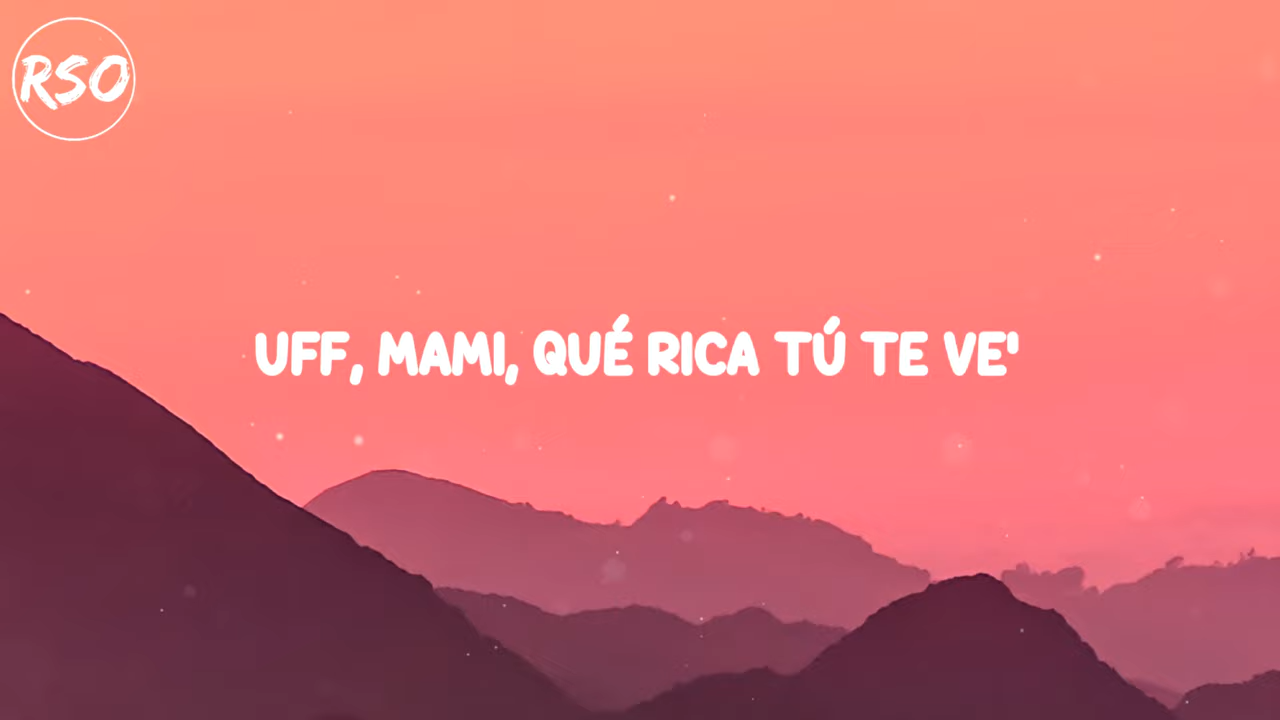 RSO
UFF, MAMI, QUÉ RICA TÚ TE VE'